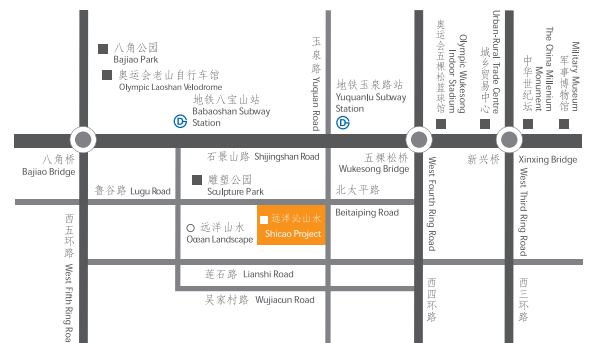 八角公园
Bajiao Park
奥运会老山自行车馆
Olympic Laoshan Velodrome
地铁八宝山站
Babaoshan Subway
Station
玉泉路 Yuquan Road
地铁玉泉路站
Yuquanlu Subway
Station
奥运会五棵松篮球馆
Olympic Wukesong
Indoor Stadium
城乡贸易中心
Urban-Rural Trade Centre
中华世纪坛
The China Millenium
Monument
军事博物馆
Military Museum
八角桥
Bajiao Bridge
石景山路 Shijingshan Road
五棵松桥
Wukesong Bridge
新兴桥 Xinxing Bridge
雕塑公园
Sculpture Park
鲁谷路 Lugu Road
北太平路
Beitaiping Road
远洋山水
Ocean Landscape
远洋沁山水
Shicao Project
西五环路 West Fifth Ring Roa
West Fourth Ring Road
西四环路
West Third Ring Road
西三环路
莲石路 Lianshi Road
吴家村路 Wujiacun Road